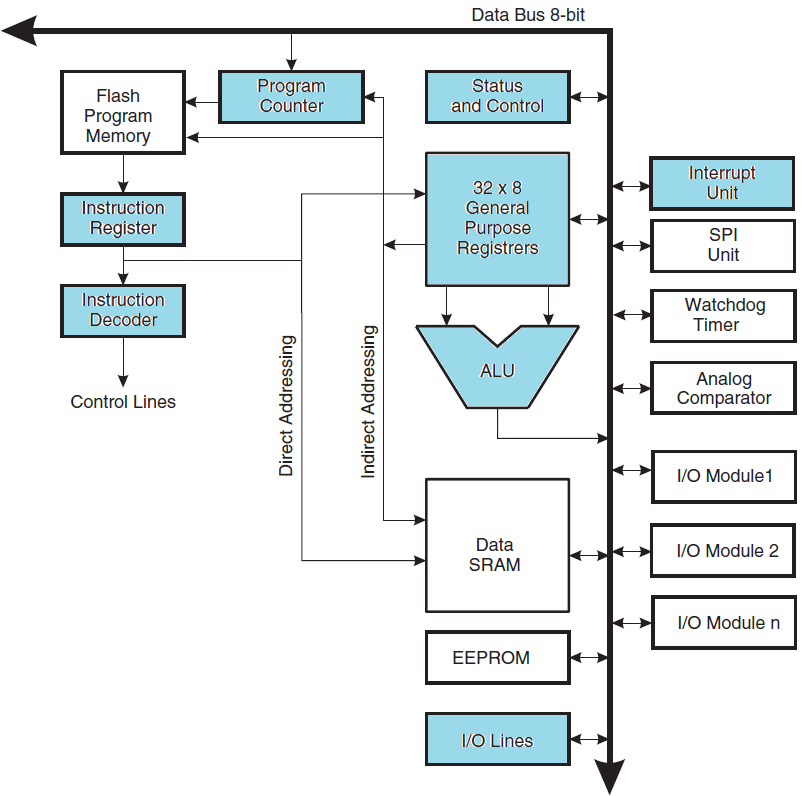 Data Bus 8-bit
Flash
Program
Memory
Program
Counter
Status
and Control
Interrupt
Unit
32 x 8
General
Purpose
Registrers
Instruction
Register
SPI
Unit
Instruction
Decoder
Watchdog
Timer
Direct Addressing
Indirect Addressing
ALU
Analog
Comparator
Control Lines
I/O Module1
Data
SRAM
I/O Module 2
I/O Module n
EEPROM
I/O Lines